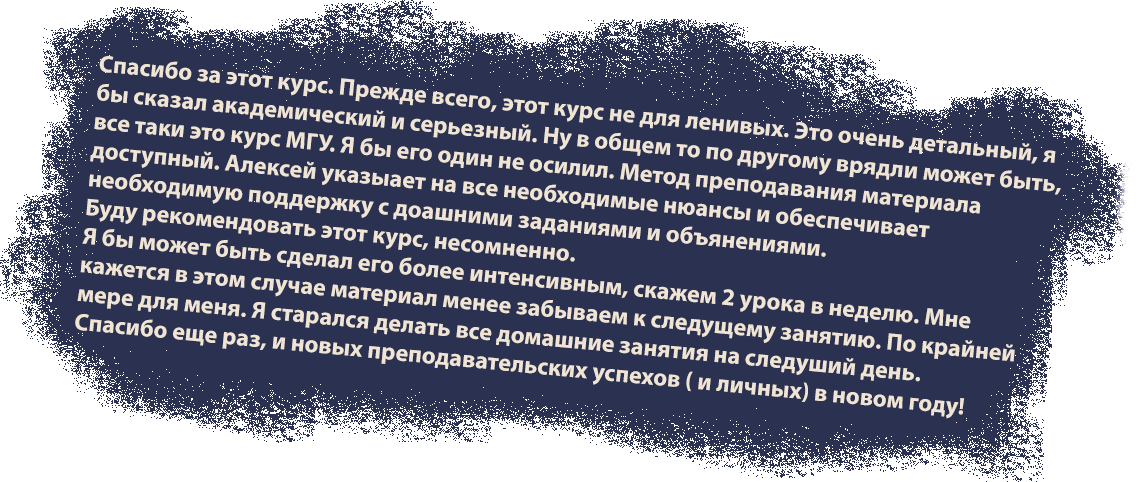 Спасибо за этот курс. Прежде всего, этот курс не для ленивых. Это очень детальный, я
бы сказал академический и серьезный. Ну в общем то по другому врядли может быть,
все таки это курс МГУ. Я бы его один не осилил. Метод преподавания материала
доступный. Алексей указыает на все необходимые нюансы и обеспечивает
необходимую поддержку с доашними заданиями и объянениями.
Буду рекомендовать этот курс, несомненно.
Я бы может быть сделал его более интенсивным, скажем 2 урока в неделю. Мне
кажется в этом случае материал менее забываем к следущему занятию. По крайней
мере для меня. Я старался делать все домашние занятия на следуший день.
Спасибо еще раз, и новых преподавательских успехов ( и личных) в новом году!